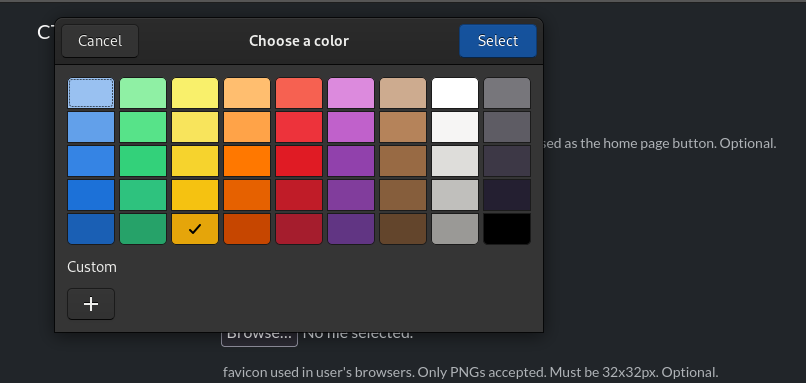 CT
Cancel
Choose a color
Select
sed as the home page button. Optional.
Custom
Browse... No file selected.
favicon used in user's browsers. Only PNGs accepted. Must be 32x32px. Optional.